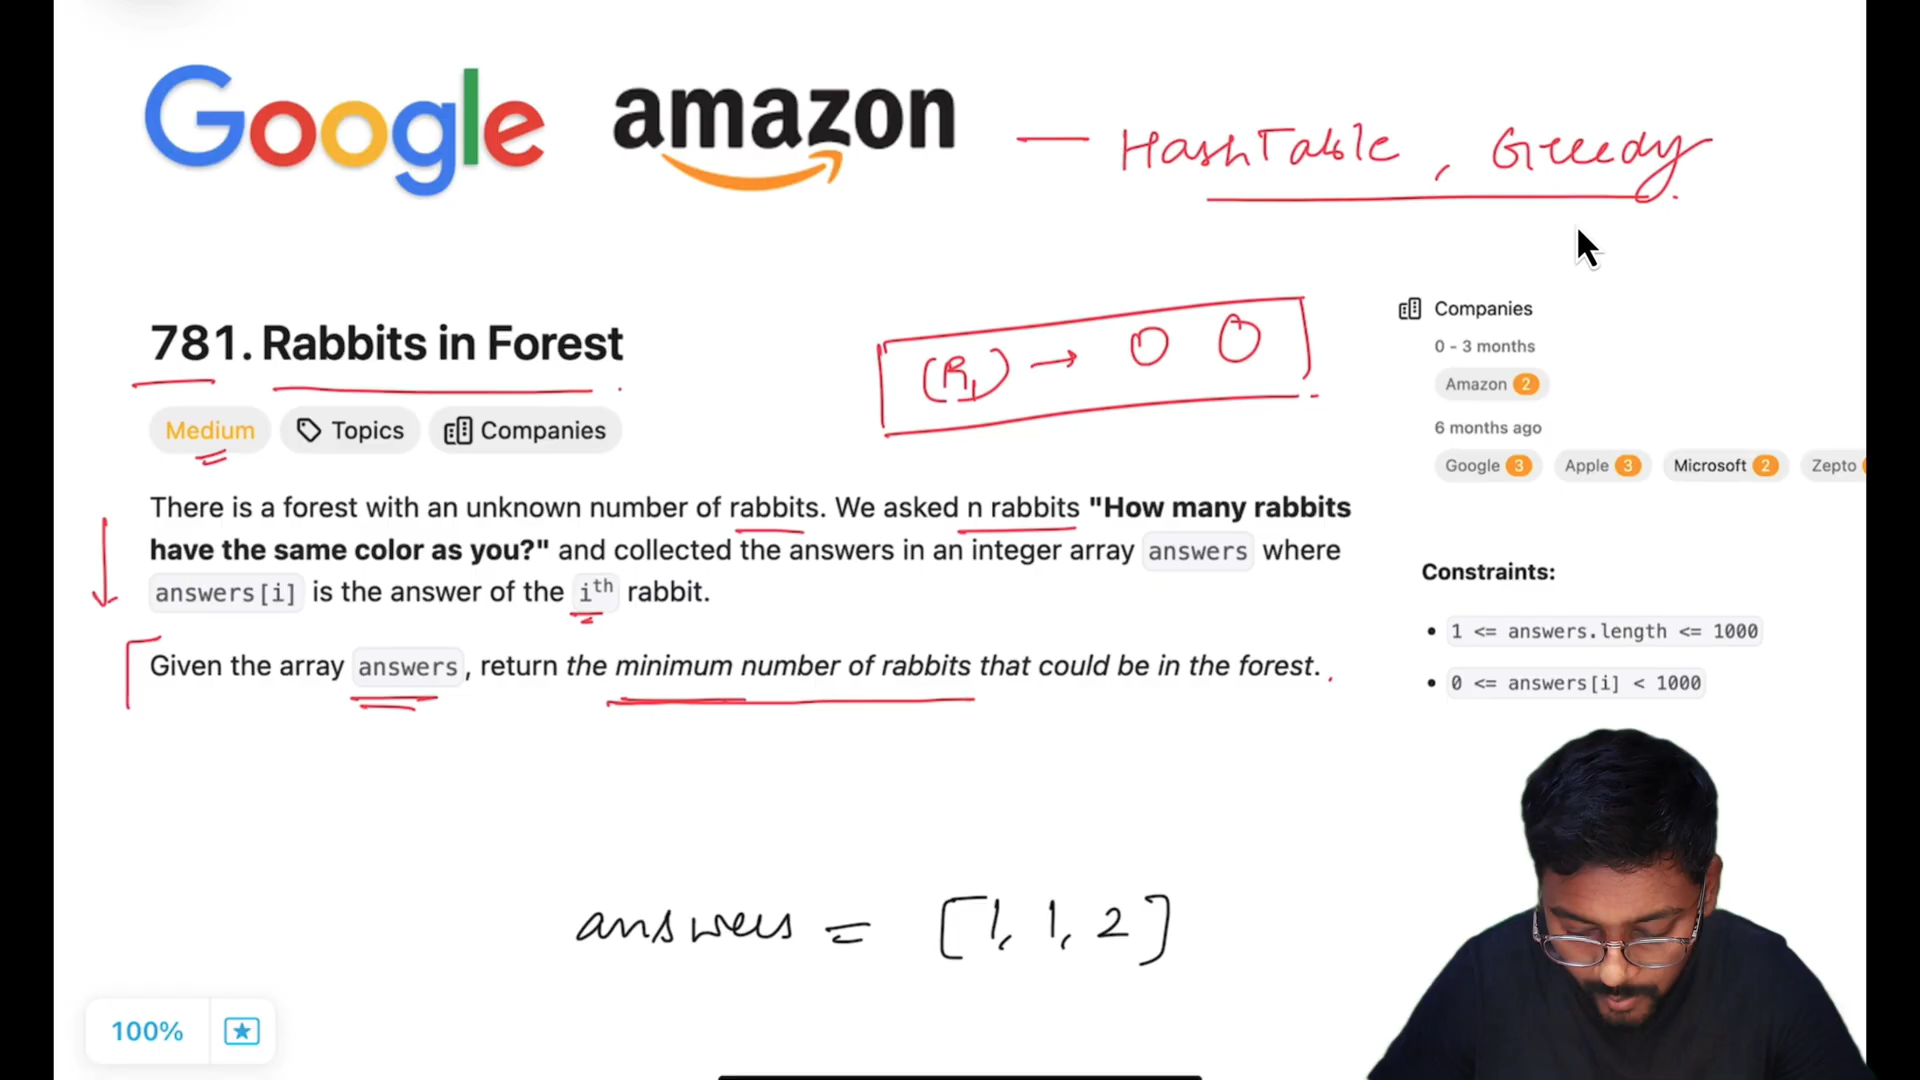 Google amazon — HashTable, Greedy.
781. Rabbits in Forest
(R1) → O O
Medium Topics Companies
There is a forest with an unknown number of rabbits. We asked n rabbits "How many rabbits
have the same color as you?" and collected the answers in an integer array answers where
answers[i] is the answer of the ith rabbit.
Given the array answers, return the minimum number of rabbits that could be in the forest.
Companies
0 - 3 months
Amazon 2
6 months ago
Google 3 Apple 3 Microsoft 2 Zepto
Constraints:
• 1 <= answers.length <= 1000
• 0 <= answers[i] < 1000
answers = [1, 1, 2]
100%